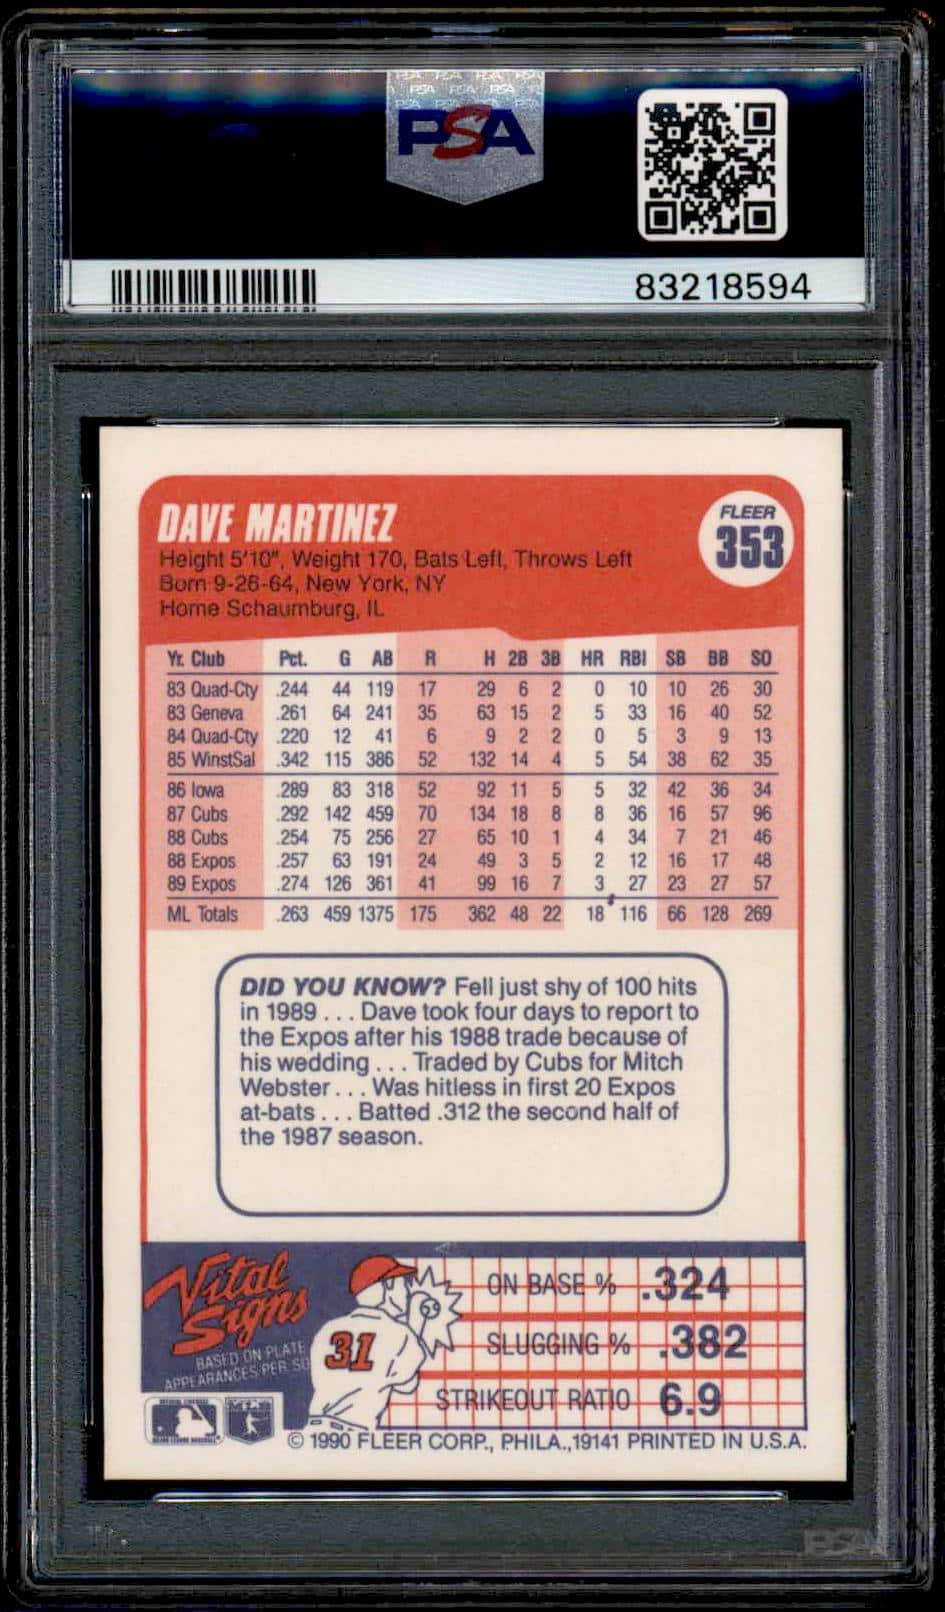 PSA
83218594
DAVE MARTINEZ
FLEER
353
Height 5'10", Weight 170, Bats Left, Throws Left
Born 9-26-64, New York, NY
Home Schaumburg, IL
Yr. Club Pct. G AB R H 2B 3B HR RBI SB BB SO
83 Quad-Cty .244 44 119 17 29 6 2 0 10 10 26 30
83 Geneva .261 64 241 35 63 15 2 5 33 16 40 52
84 Quad-Cty .220 12 41 6 9 2 2 0 5 3 9 13
85 WinstSal .342 115 386 52 132 14 4 5 54 38 62 35
86 Iowa .289 83 318 52 92 11 5 5 32 42 36 34
87 Cubs .292 142 459 70 134 18 8 8 36 16 57 96
88 Cubs .254 75 256 27 65 10 1 4 34 7 21 46
88 Expos .257 63 191 24 49 3 5 2 12 16 17 48
89 Expos .274 126 361 41 99 16 7 3 27 23 27 57
ML Totals .263 459 1375 175 362 48 22 18 116 66 128 269
DID YOU KNOW? Fell just shy of 100 hits
in 1989 . . . Dave took four days to report to
the Expos after his 1988 trade because of
his wedding . . . Traded by Cubs for Mitch
Webster . . . Was hitless in first 20 Expos
at-bats . . . Batted .312 the second half of
the 1987 season.
Vital
Signs
BASED ON PLATE
APPEARANCES PER SO
31
ON BASE % .324
SLUGGING % .382
STRIKEOUT RATIO 6.9
© 1990 FLEER CORP., PHILA.,19141 PRINTED IN U.S.A.
PSA